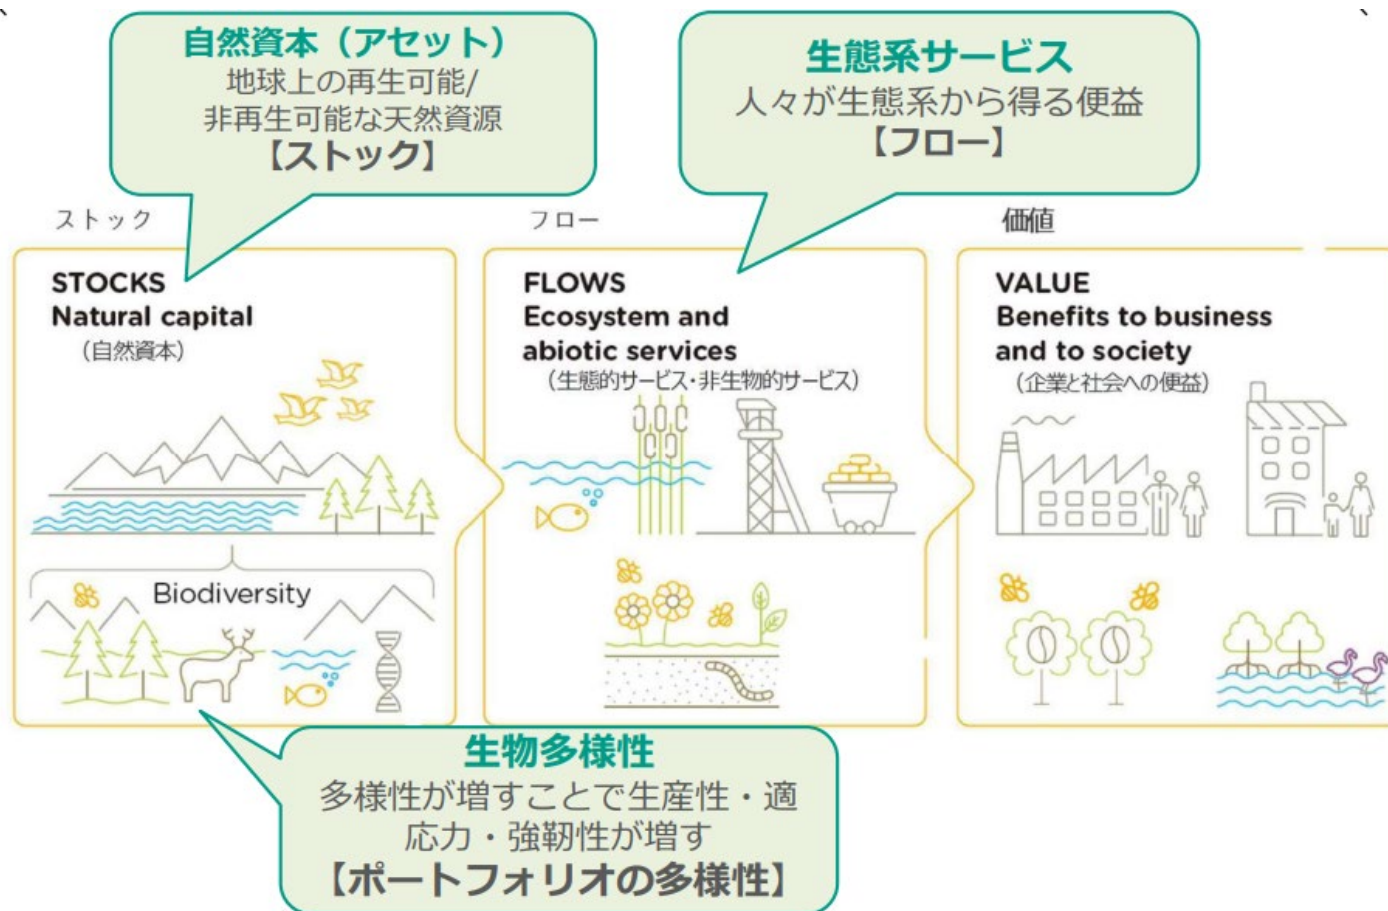 自然資本（アセット）
地球上の再生可能/
非再生可能な天然資源
【ストック】
生態系サービス
人々が生態系から得る便益
【フロー】
ストック
フロー
価値
STOCKS
Natural capital
（自然資本）
FLOWS
Ecosystem and
abiotic services
（生態的サービス・非生物的サービス）
VALUE
Benefits to business
and to society
（企業と社会への便益）
Biodiversity
生物多様性
多様性が増すことで生産性・適
応力・強靭性が増す
【ポートフォリオの多様性】